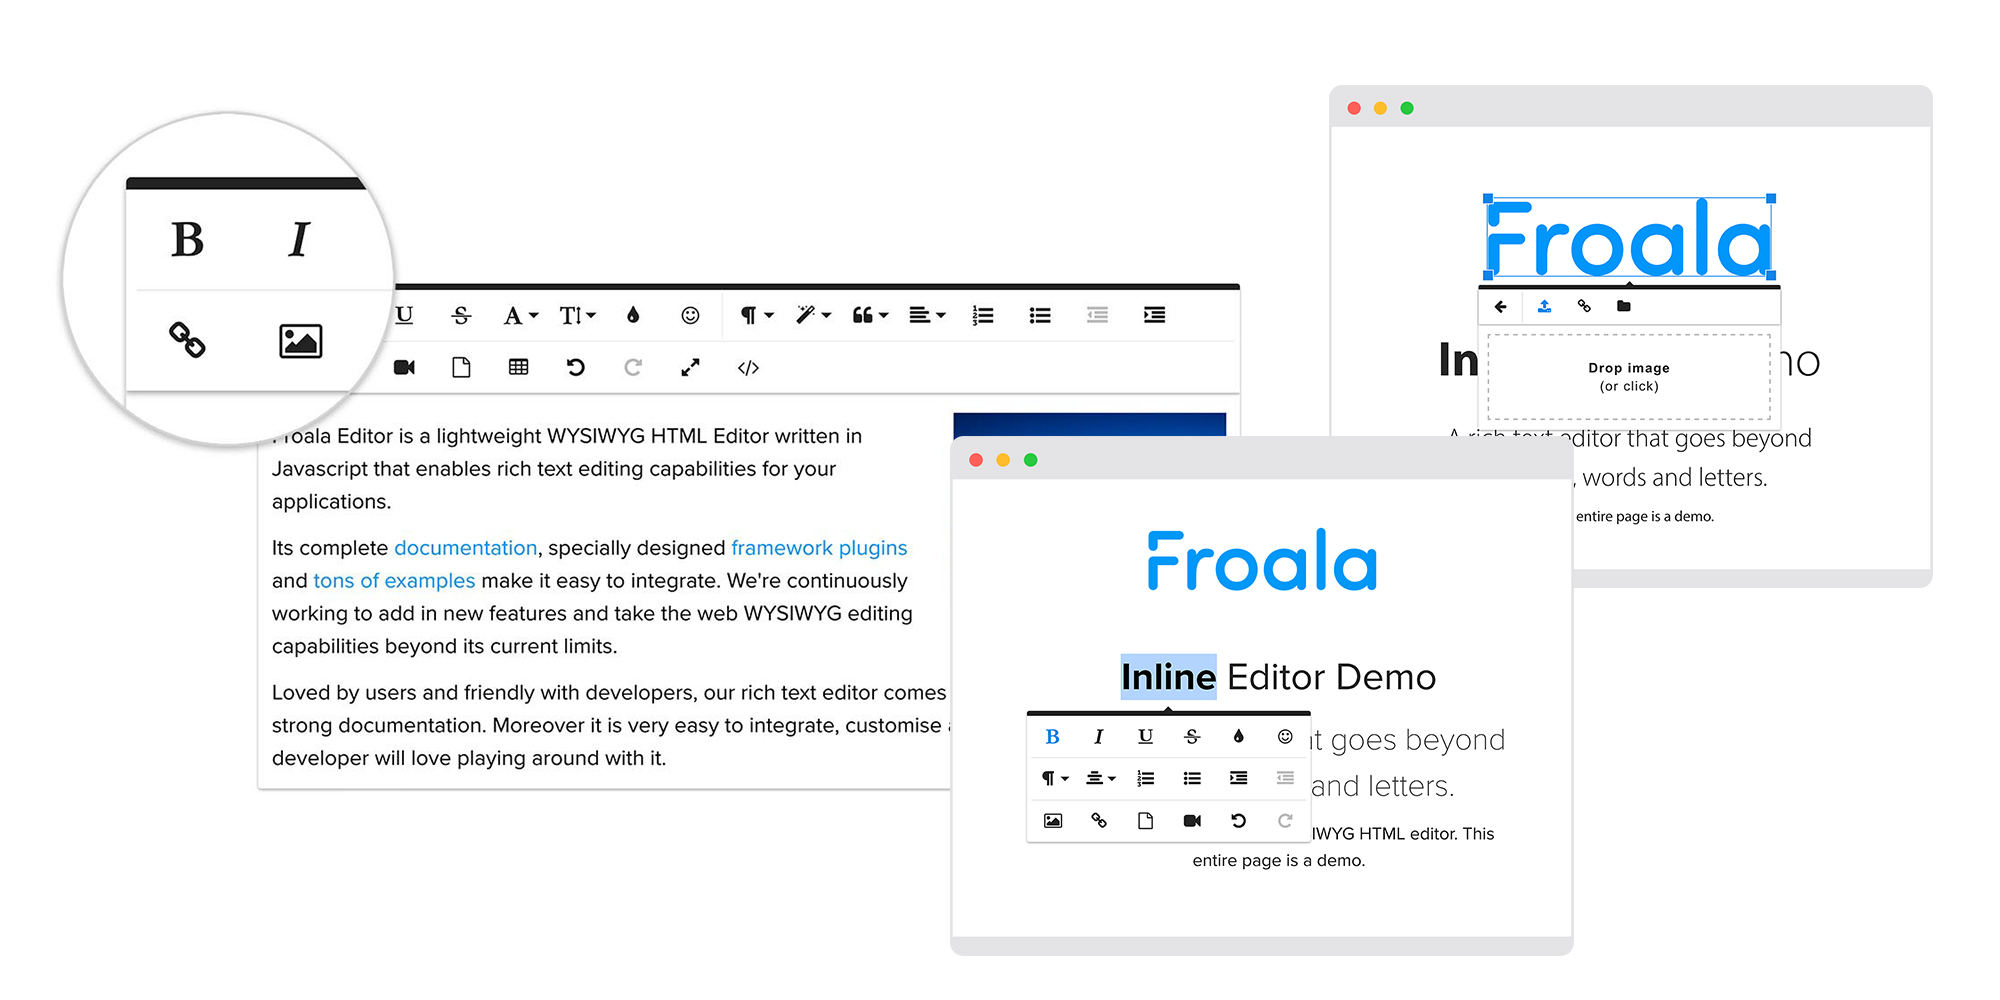 B I
Froala Editor is a lightweight WYSIWYG HTML Editor written in
Javascript that enables rich text editing capabilities for your
applications.
Its complete documentation, specially designed framework plugins
and tons of examples make it easy to integrate. We're continuously
working to add in new features and take the web WYSIWYG editing
capabilities beyond its current limits.
Loved by users and friendly with developers, our rich text editor comes
strong documentation. Moreover it is very easy to integrate, customise
developer will love playing around with it.
Froala
Drop image
(or click)
A rich text editor that goes beyond
, words and letters.
entire page is a demo.
Froala
Inline Editor Demo
goes beyond
and letters.
HTML editor. This
entire page is a demo.